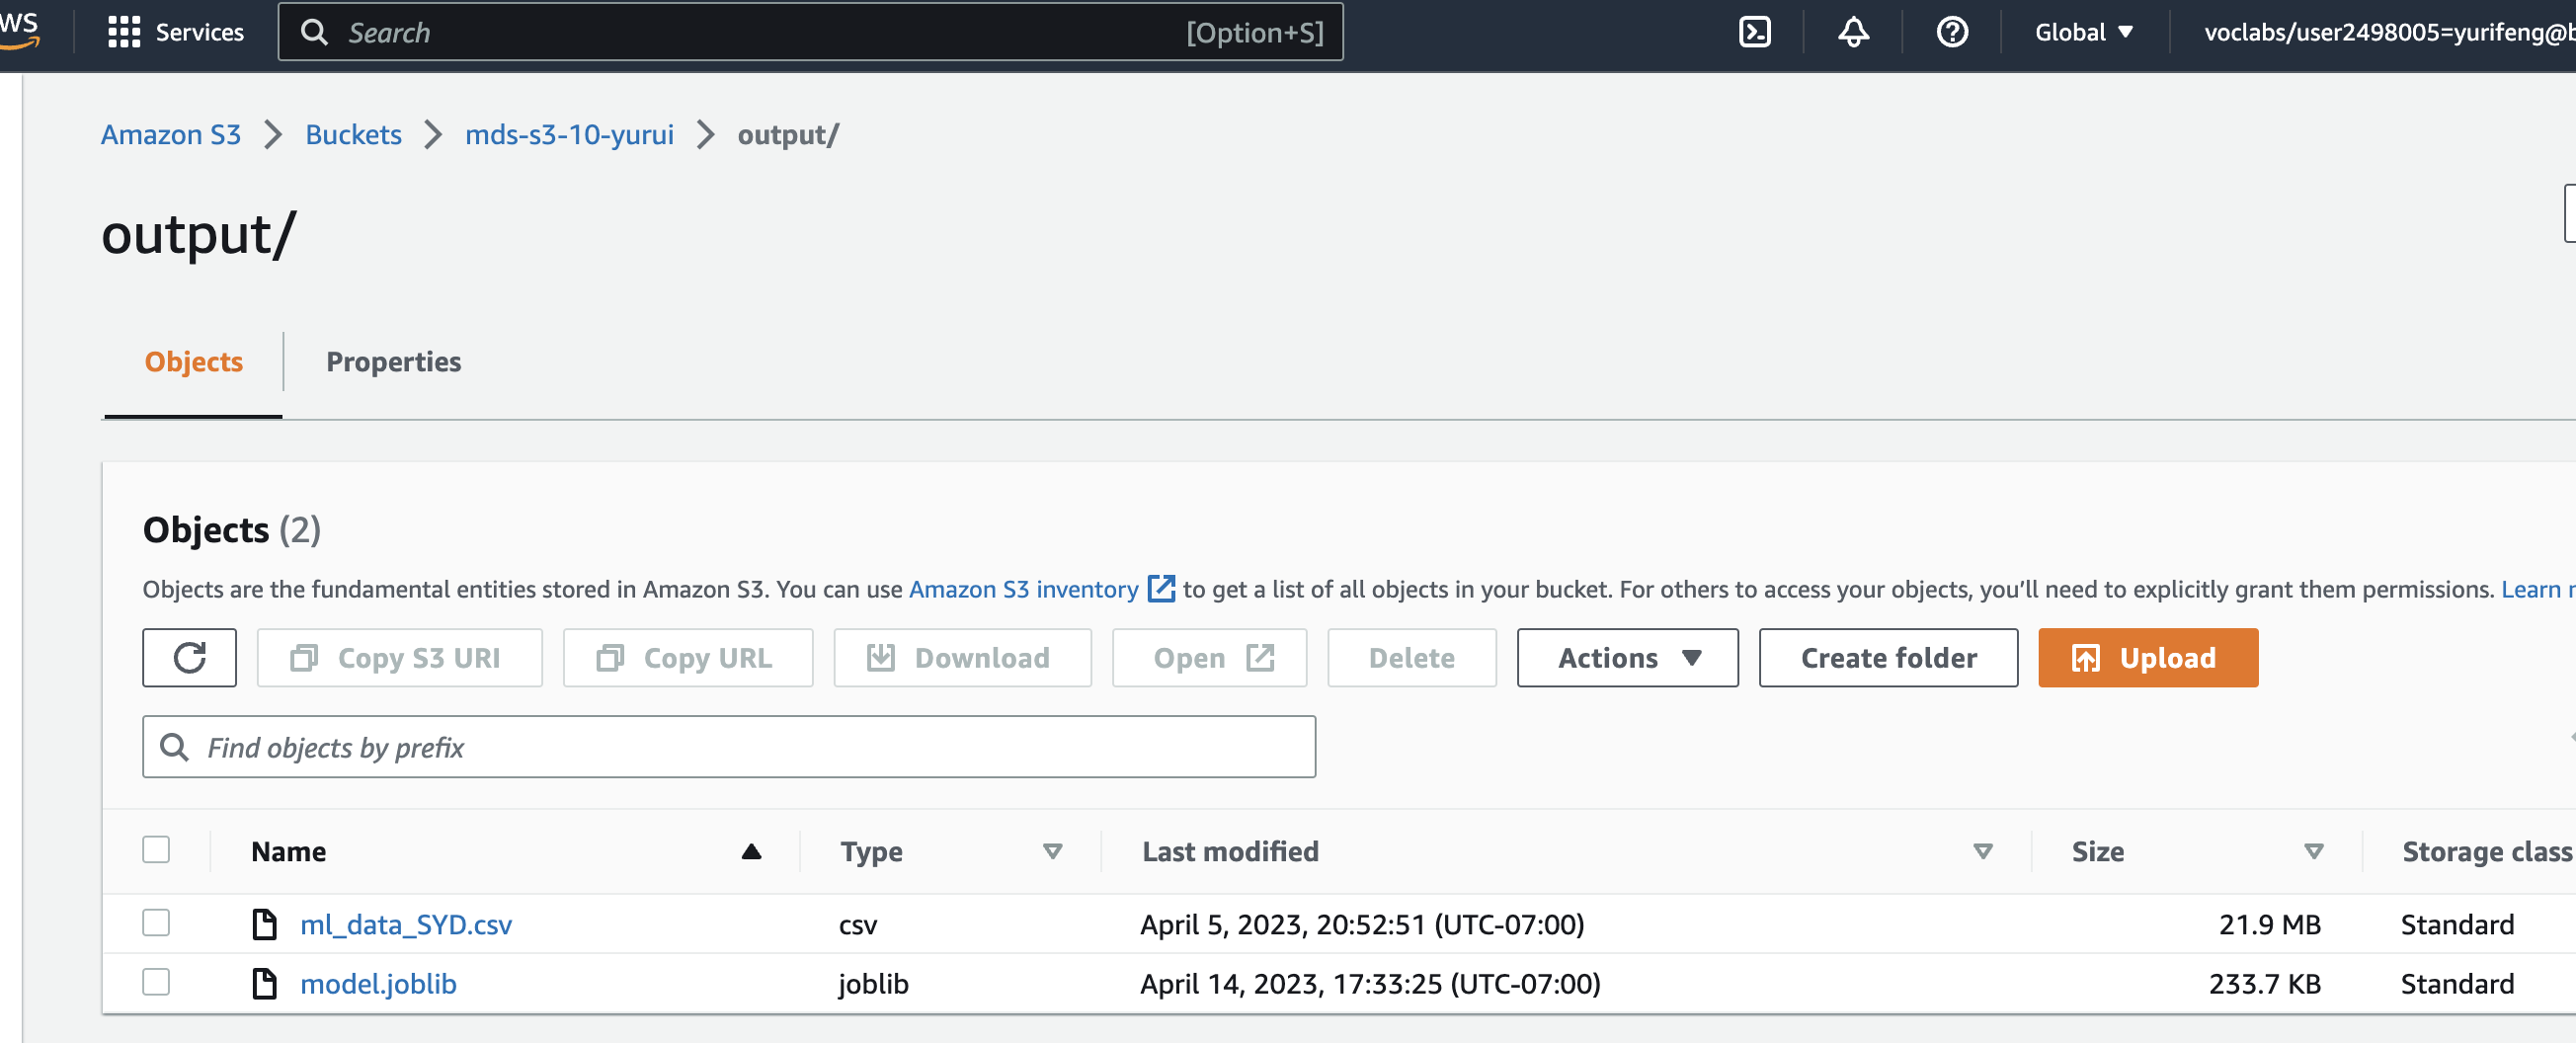 WS Services Search [Option+S] Global voclabs/user2498005=yurifeng@b
Amazon S3 Buckets mds-s3-10-yurui output/
output/
Objects Properties
Objects (2)
Objects are the fundamental entities stored in Amazon S3. You can use Amazon S3 inventory to get a list of all objects in your bucket. For others to access your objects, you’ll need to explicitly grant them permissions. Learn
Copy S3 URI Copy URL Download Open Delete Actions Create folder Upload
Find objects by prefix
Name Type Last modified Size Storage class
ml_data_SYD.csv csv April 5, 2023, 20:52:51 (UTC-07:00) 21.9 MB Standard
model.joblib joblib April 14, 2023, 17:33:25 (UTC-07:00) 233.7 KB Standard